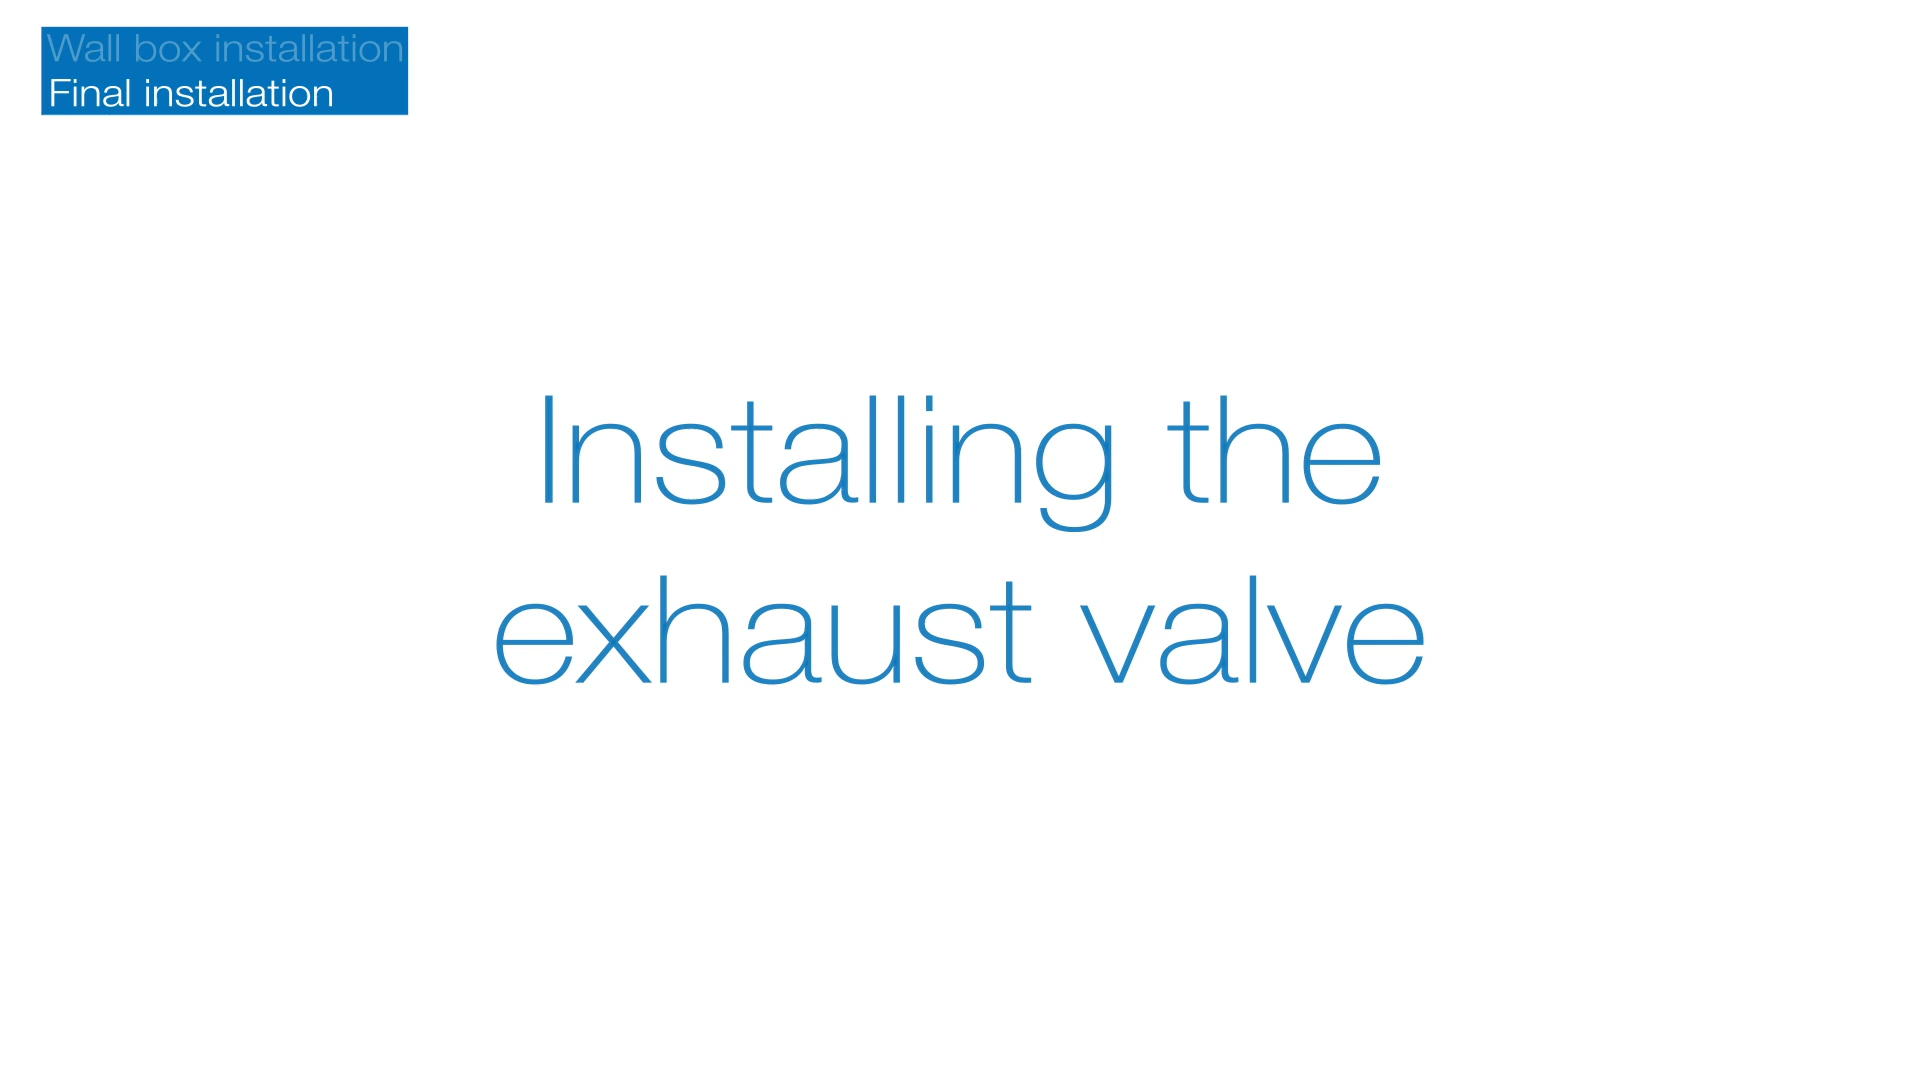 Wall box installation
Final installation
Installing the
exhaust valve